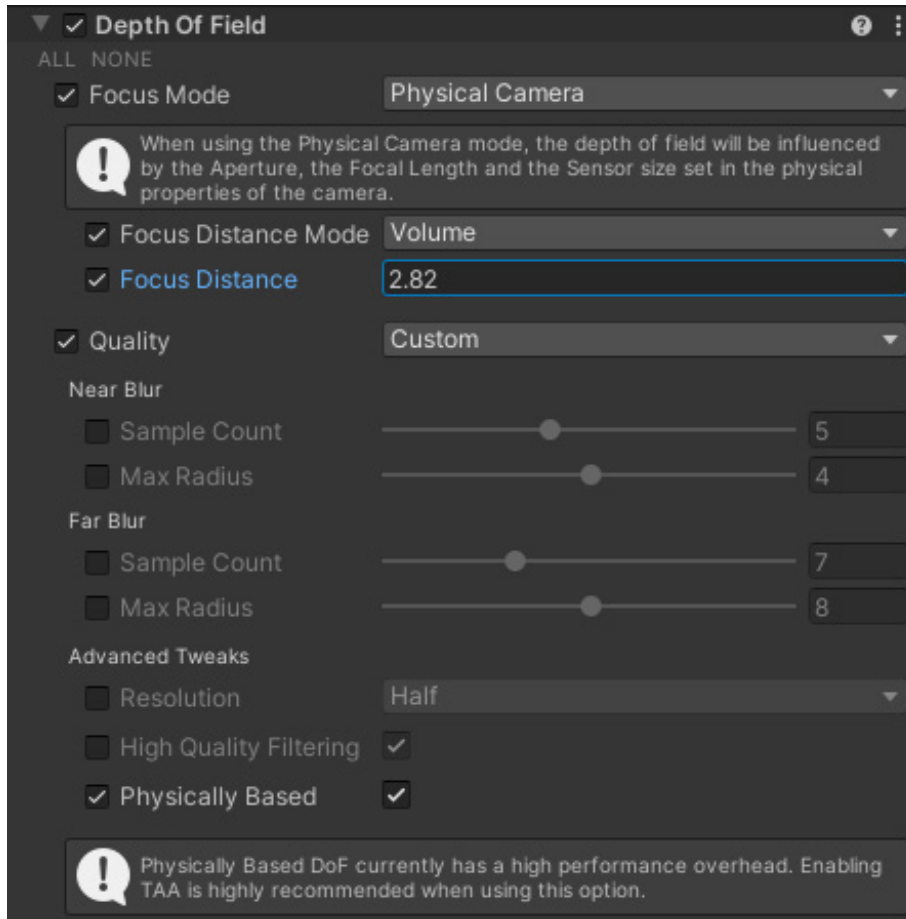 Depth Of Field
ALL NONE
Focus Mode Physical Camera
When using the Physical Camera mode, the depth of field will be influenced
by the Aperture, the Focal Length and the Sensor size set in the physical
properties of the camera.
Focus Distance Mode Volume
Focus Distance 2.82
Quality Custom
Near Blur
Sample Count 5
Max Radius 4
Far Blur
Sample Count 7
Max Radius 8
Advanced Tweaks
Resolution Half
High Quality Filtering
Physically Based
Physically Based DoF currently has a high performance overhead. Enabling
TAA is highly recommended when using this option.